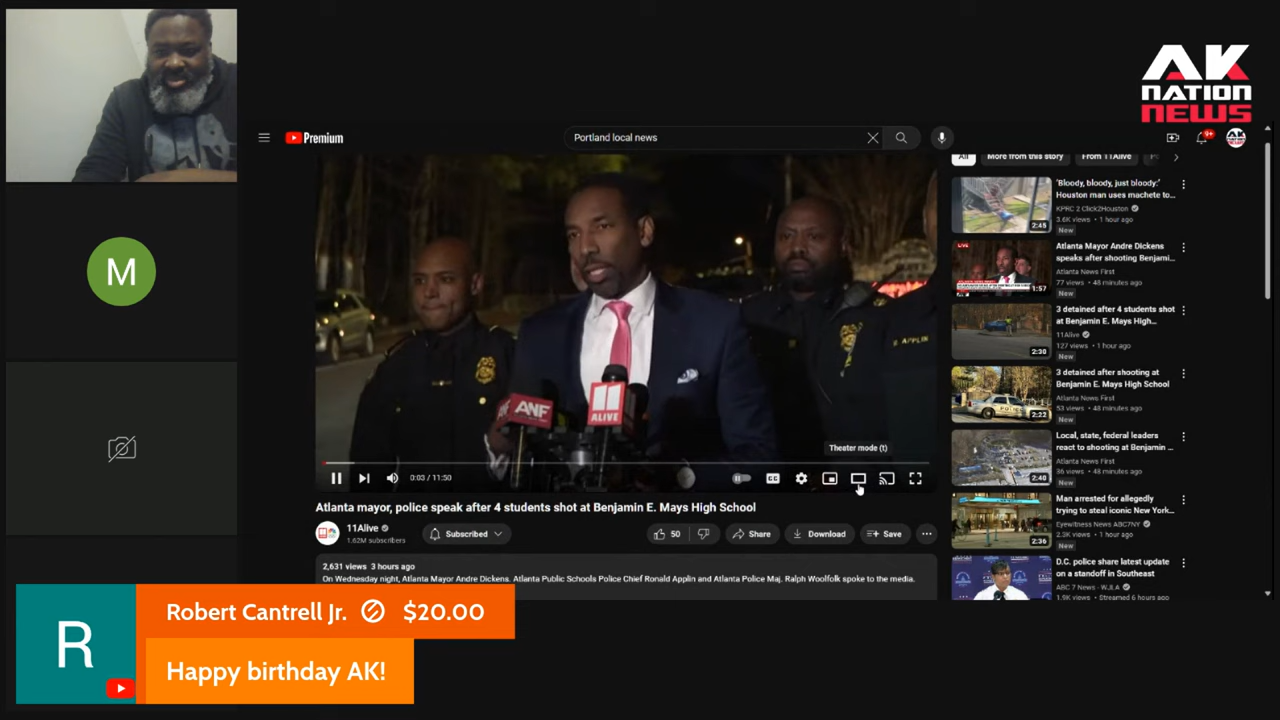 AK
NATION
NEWS
Premium
Portland local news
9+
All
More from this story
From 11Alive
'Bloody, bloody, just bloody:'
Houston man uses machete to...
KPRC 2 Click2Houston
3.6K views • 1 hour ago
New
2:45
LIVE
Atlanta Mayor Andre Dickens
speaks after shooting Benjami...
Atlanta News First
77 views • 48 minutes ago
New
1:57
3 detained after 4 students shot
at Benjamin E. Mays High...
11Alive
127 views • 1 hour ago
New
2:30
3 detained after shooting at
Benjamin E. Mays High School
Atlanta News First
53 views • 48 minutes ago
New
2:22
POLICE
Local, state, federal leaders
react to shooting at Benjamin ...
Atlanta News First
36 views • 48 minutes ago
New
2:40
Man arrested for allegedly
trying to steal iconic New York...
Eyewitness News ABC7NY
2.3K views • 1 hour ago
New
2:36
D.C. police share latest update
on a standoff in Southeast
ABC 7 News - WJLA
1.9K views • Streamed 6 hours ago
M
ANF
11
ALIVE
R. APPLIN
Theater mode (t)
0:03 / 11:50
CC
Atlanta mayor, police speak after 4 students shot at Benjamin E. Mays High School
11Alive
1.62M subscribers
Subscribed
50
Share
Download
Save
2,631 views 3 hours ago
On Wednesday night, Atlanta Mayor Andre Dickens, Atlanta Public Schools Police Chief Ronald Applin and Atlanta Police Maj. Ralph Woolfolk spoke to the media.
R
Robert Cantrell Jr. $20.00
Happy birthday AK!